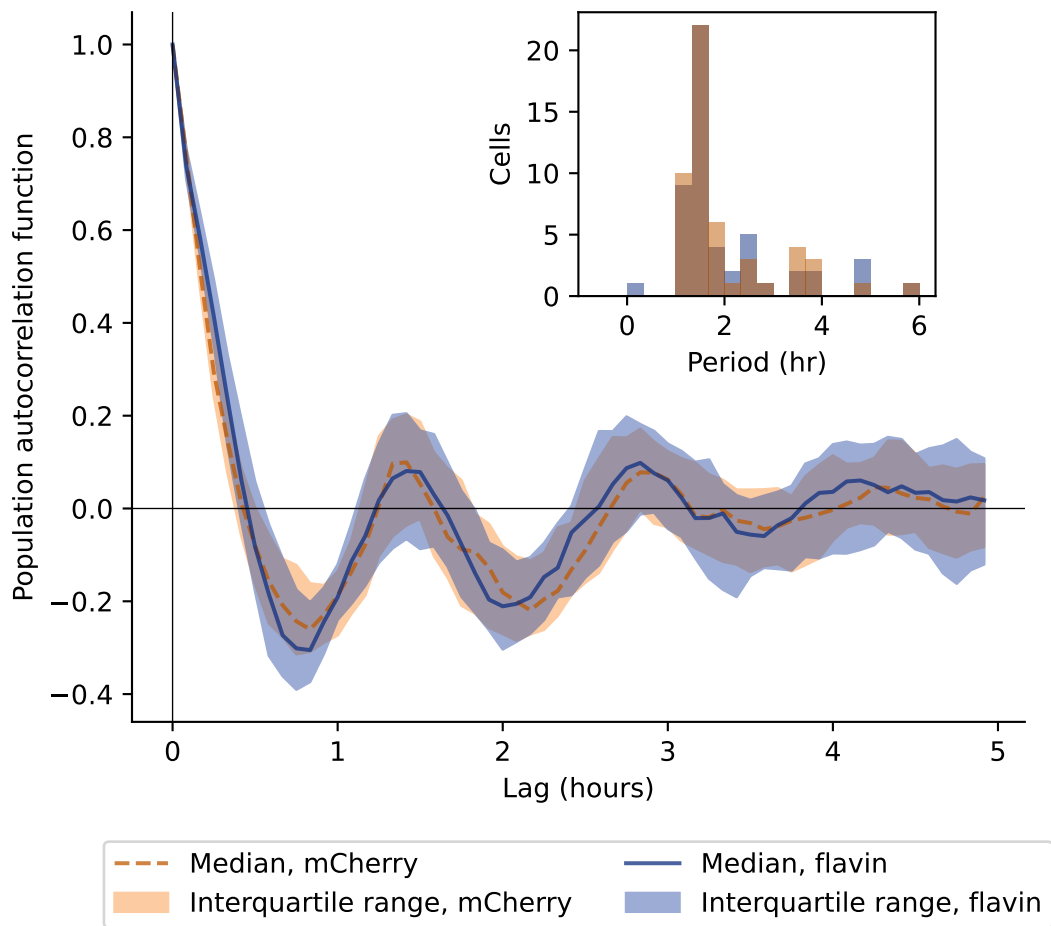 Population autocorrelation function
1.0
0.8
0.6
0.4
0.2
0.0
−0.2
−0.4
0
1
2
3
4
5
Lag (hours)
Cells
20
15
10
5
0
0
2
4
6
Period (hr)
Median, mCherry
Interquartile range, mCherry
Median, flavin
Interquartile range, flavin